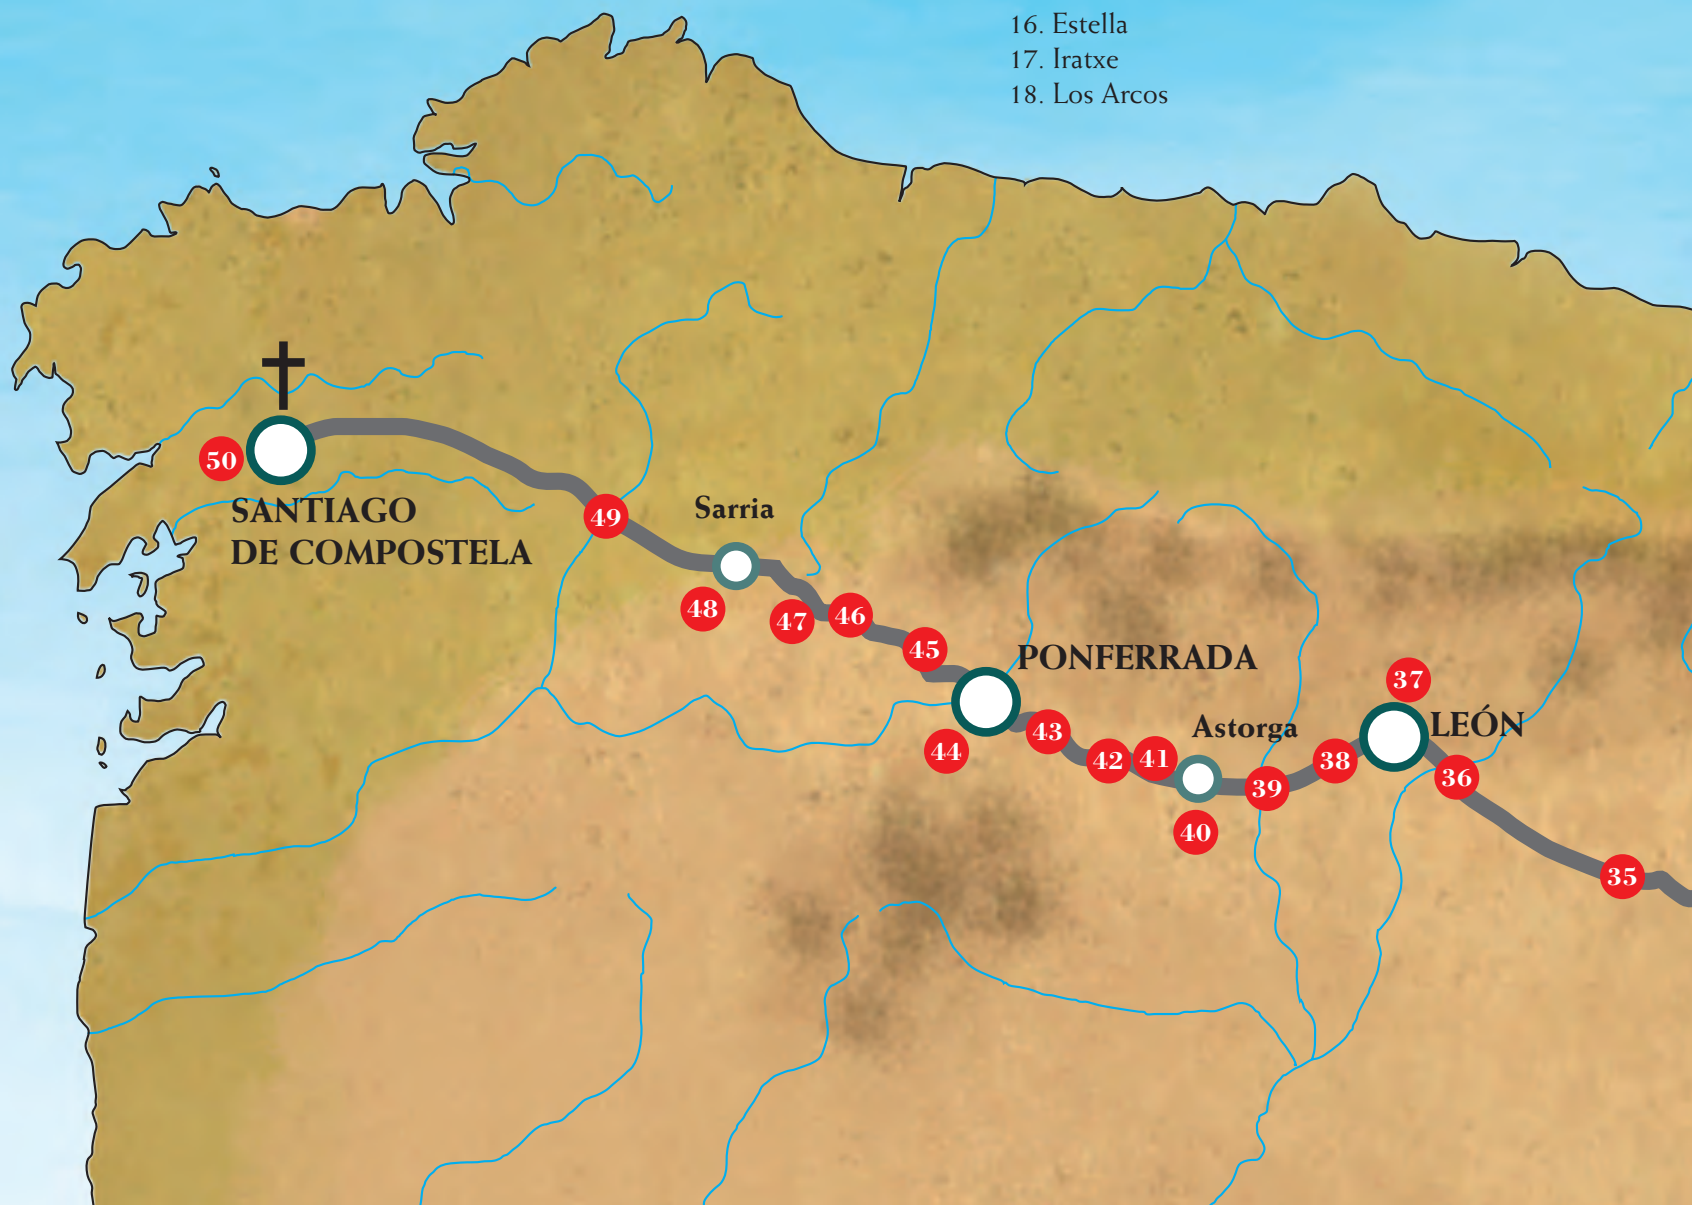 16. Estella
17. Iratxe
18. Los Arcos
50
SANTIAGO
DE COMPOSTELA
49
Sarria
48
47
46
45
PONFERRADA
44
43
42
41
Astorga
40
39
38
37
LEÓN
36
35